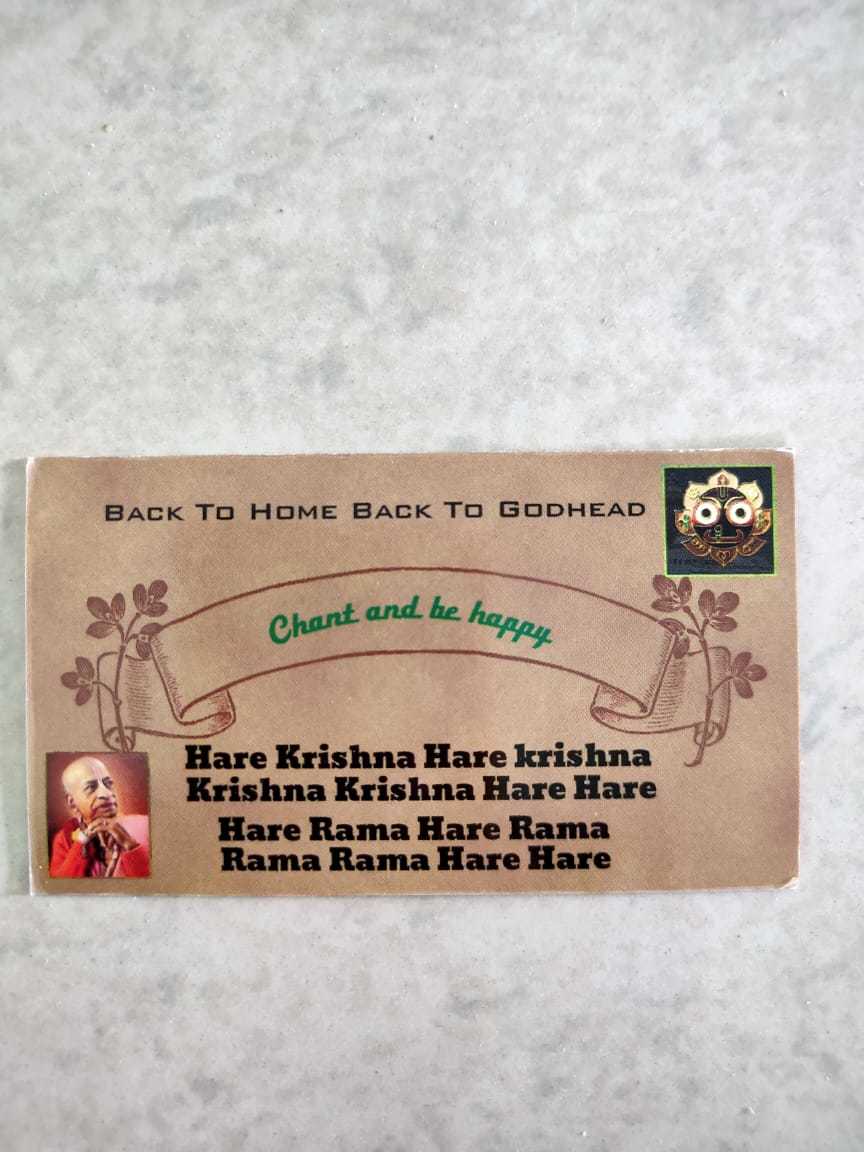 BACK TO HOME BACK TO GODHEAD
Chant and be happy
Hare Krishna Hare krishna
Krishna Krishna Hare Hare
Hare Rama Hare Rama
Rama Rama Hare Hare